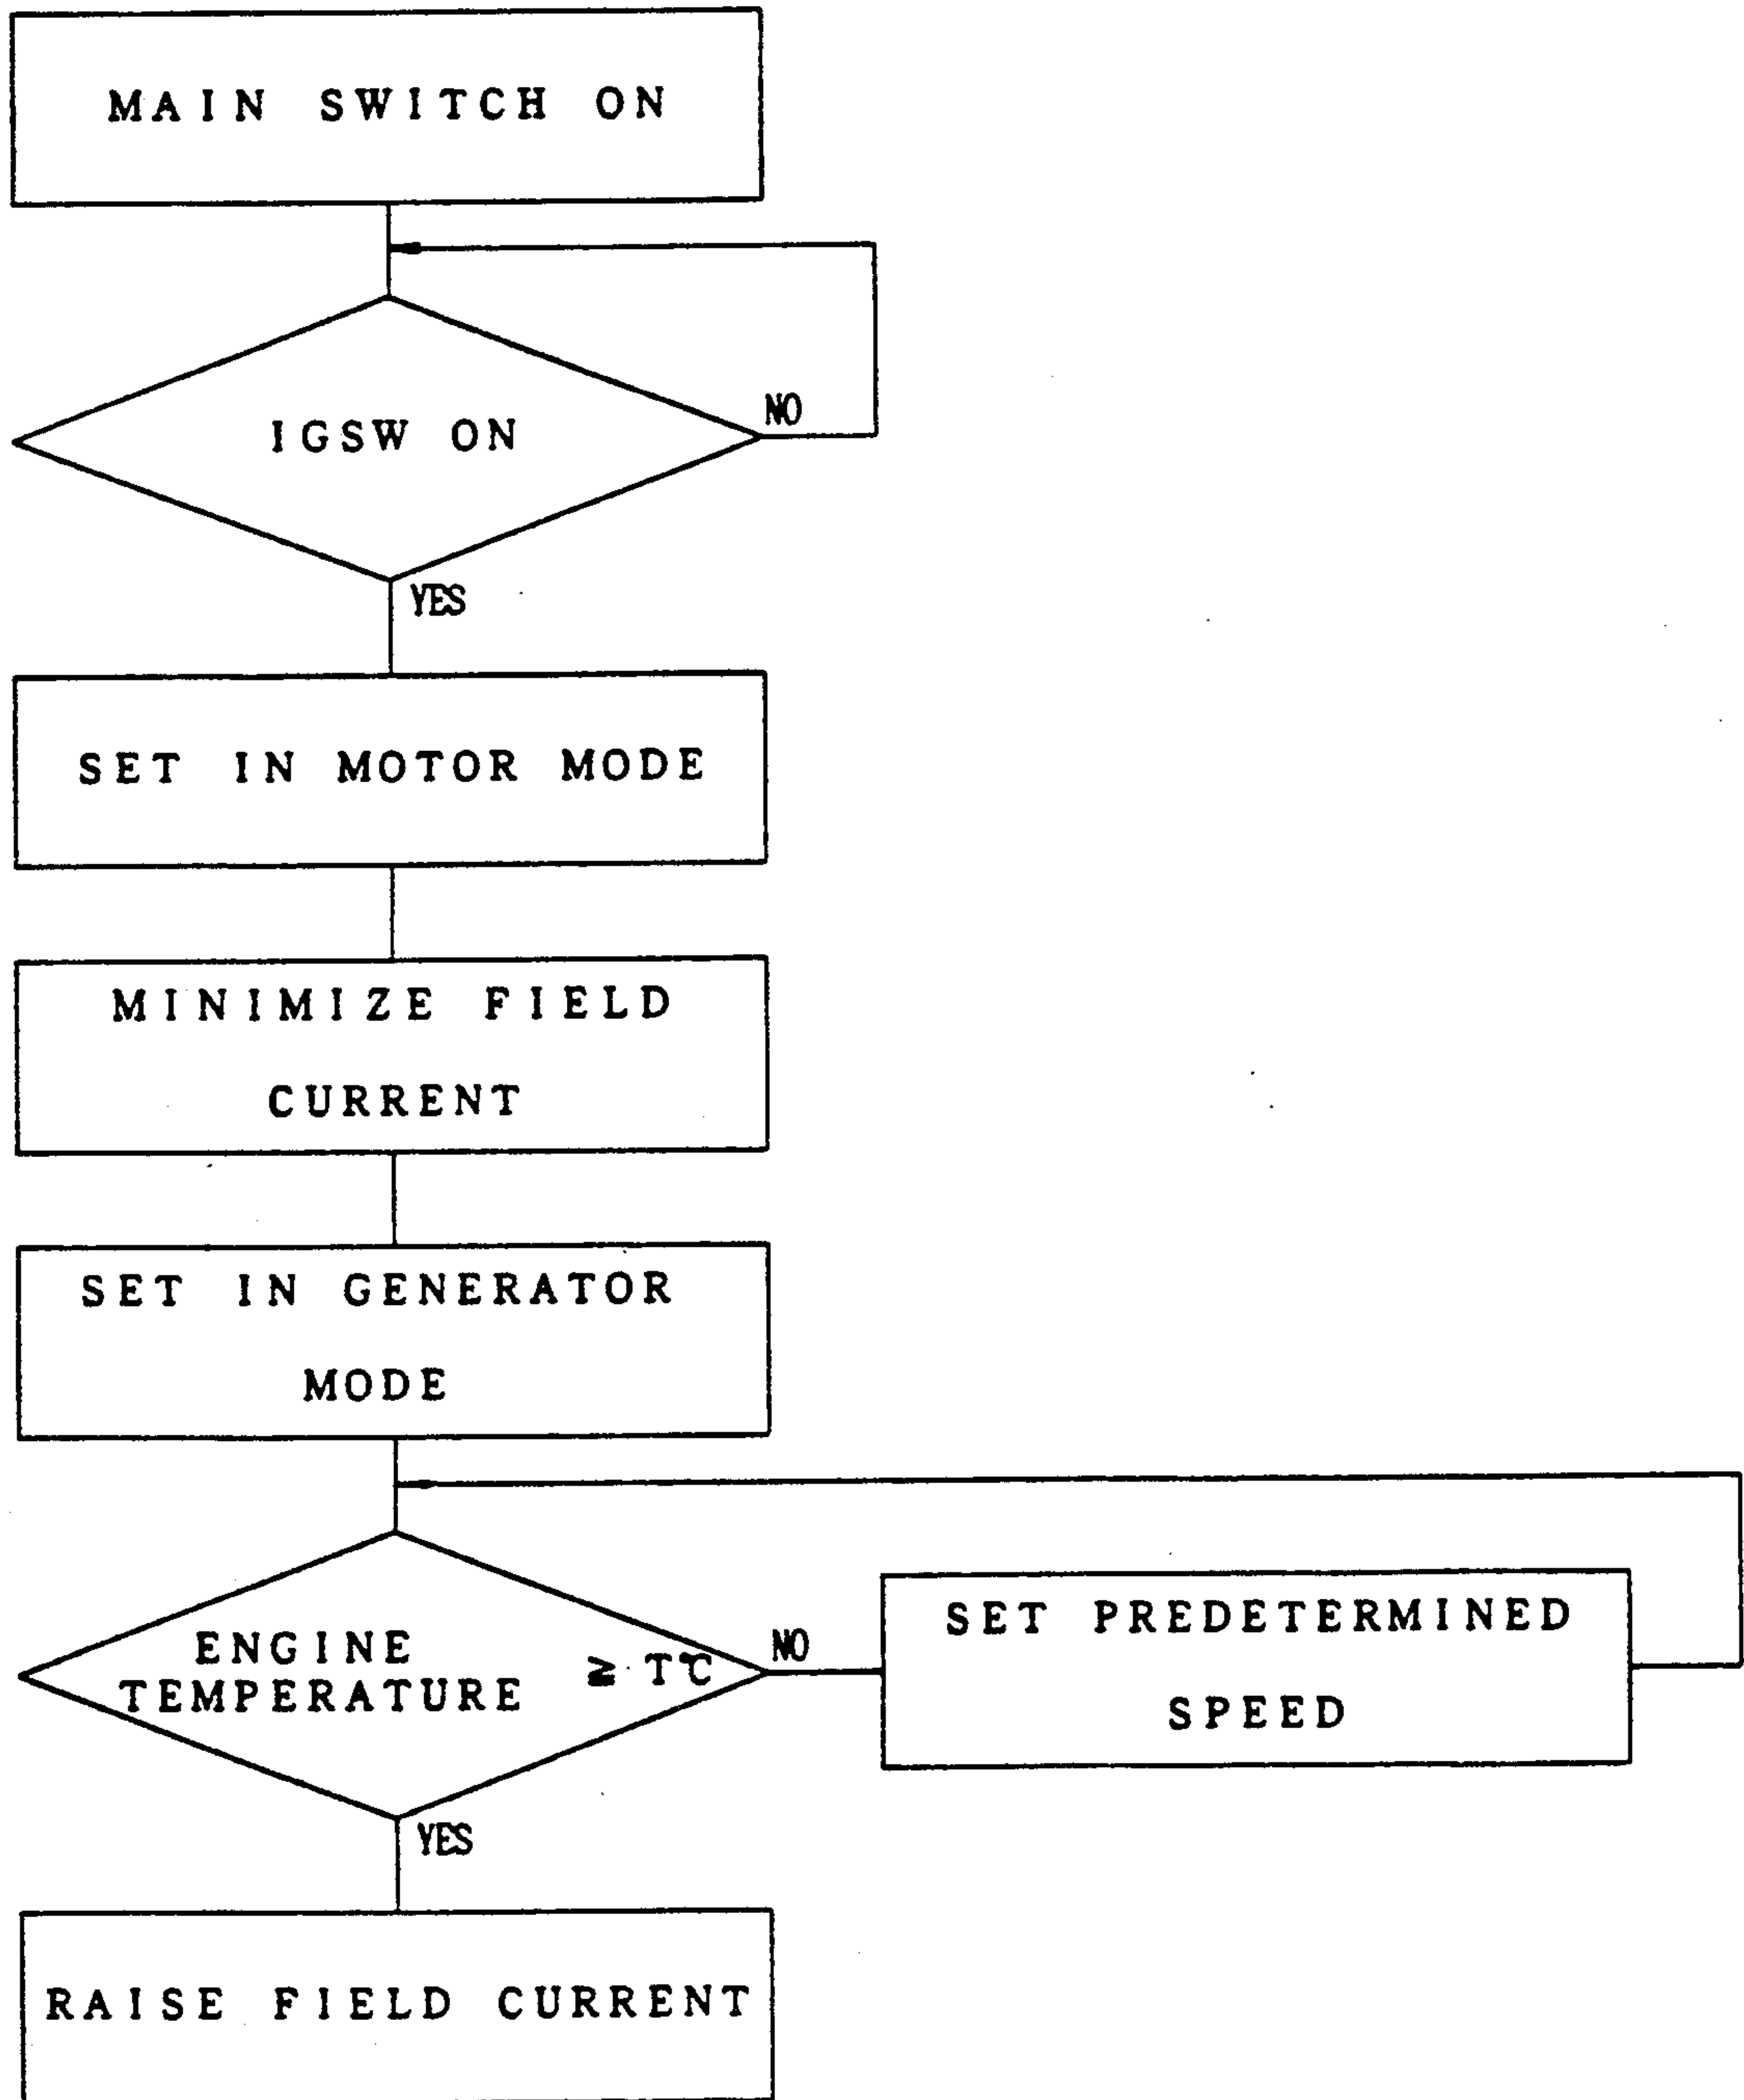 MAIN SWITCH ON
IGSW ON
NO
YES
SET IN MOTOR MODE
MINIMIZE FIELD
CURRENT
SET IN GENERATOR
MODE
ENGINE
TEMPERATURE ≧ T℃
NO
SET PREDETERMINED
SPEED
YES
RAISE FIELD CURRENT